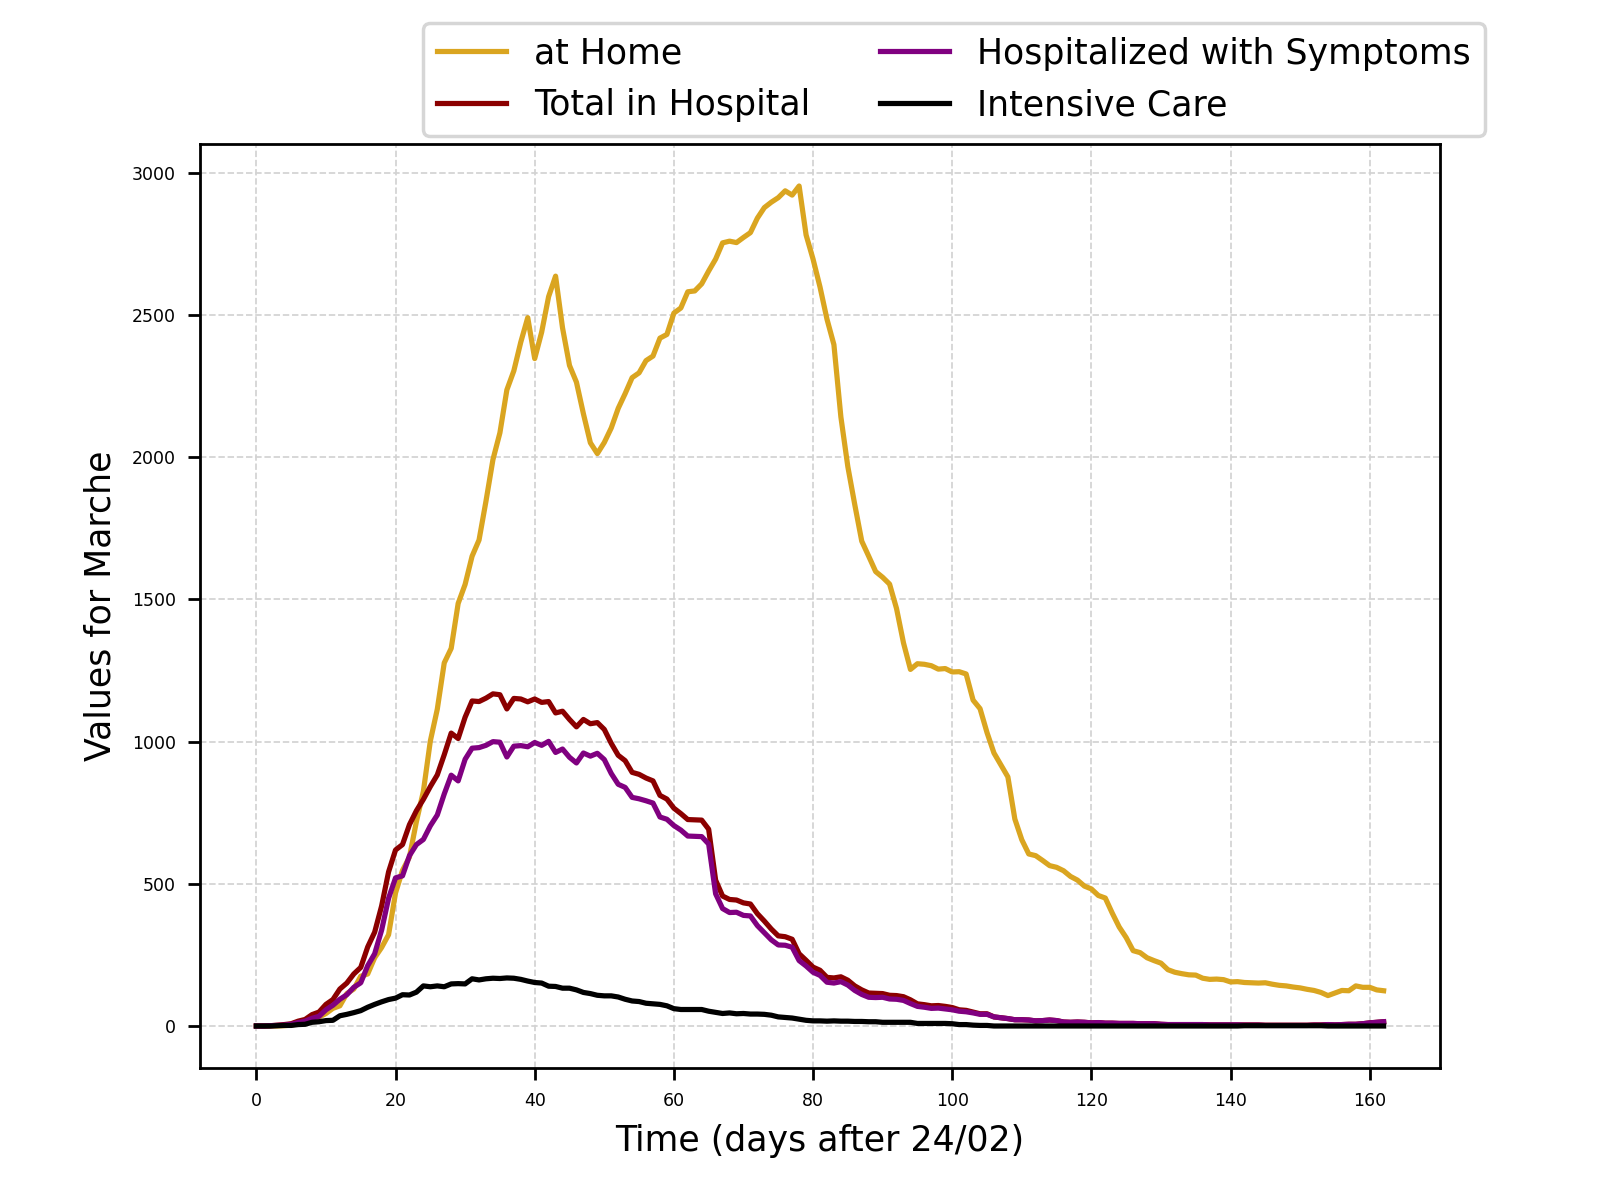 at Home
Total in Hospital
Hospitalized with Symptoms
Intensive Care
Values for Marche
3000
2500
2000
1500
1000
500
0
0 20 40 60 80 100 120 140 160
Time (days after 24/02)